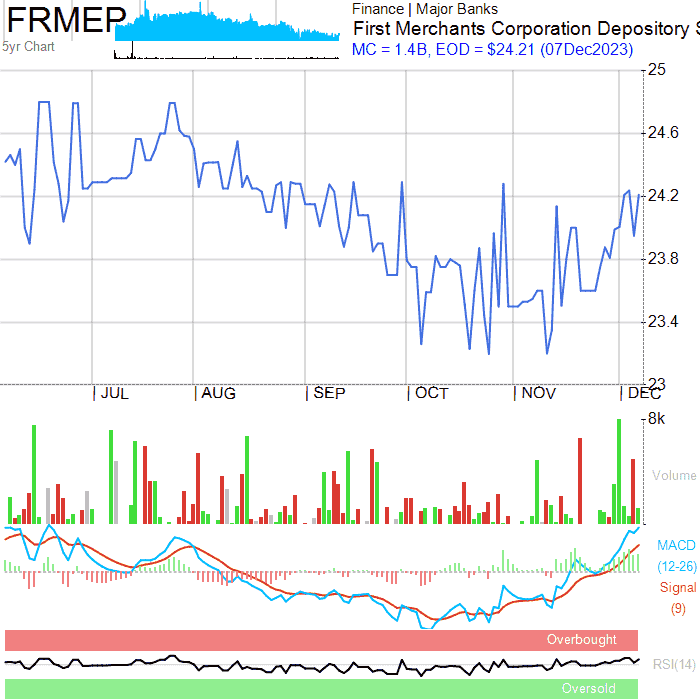 FRMEP
5yr Chart
Finance | Major Banks
First Merchants Corporation Depository S
MC = 1.4B, EOD = $24.21 (07Dec2023)
25
24.6
24.2
23.8
23.4
23
JUL AUG SEP OCT NOV DEC
8k
Volume
MACD
(12-26)
Signal
(9)
Overbought
RSI(14)
Oversold